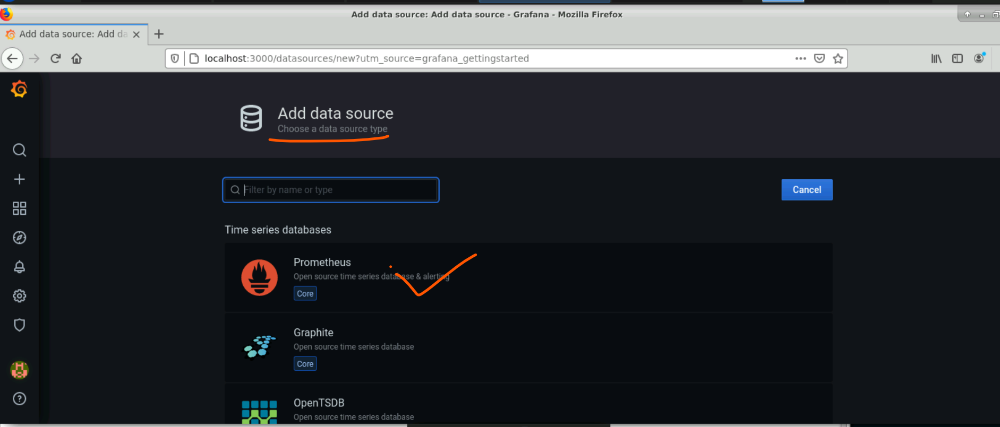 Add data source: Add data source - Grafana - Mozilla Firefox
Add data source: Add da
localhost:3000/datasources/new?utm_source=grafana_gettingstarted
Add data source
Choose a data source type
Filter by name or type
Cancel
Time series databases
Prometheus
Open source time series database & alerting
Core
Graphite
Open source time series database
Core
OpenTSDB
Open source time series database